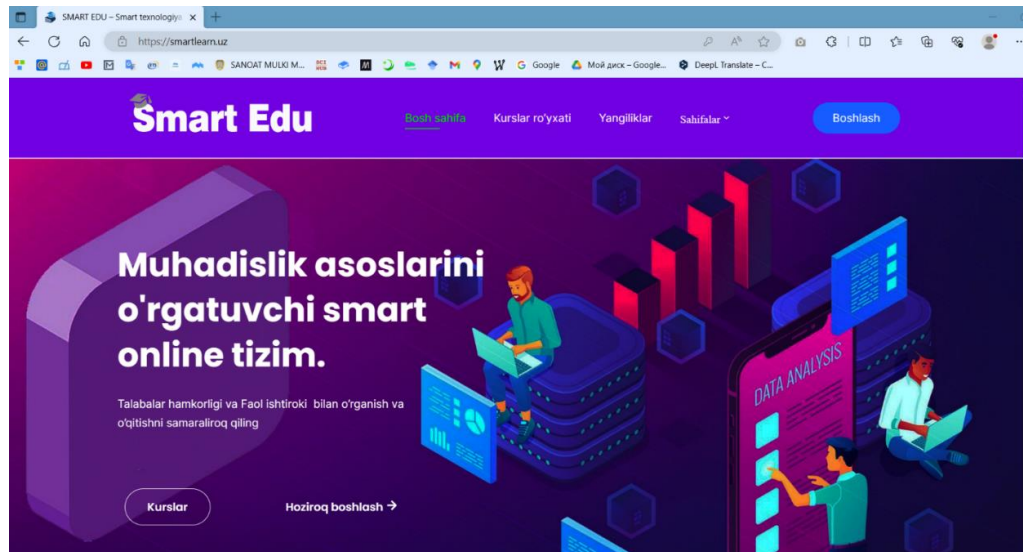 SMART EDU – Smart texnologiya
https://smartlearn.uz
SANOAT MULKI M...
Google
Мой диск – Google...
DeepL Translate – C...
Smart Edu
Bosh sahifa
Kurslar ro'yxati
Yangiliklar
Sahifalar
Boshlash
Muhadislik asoslarini
o'rgatuvchi smart
online tizim.
Talabalar hamkorligi va Faol ishtiroki bilan o'rganish va
o'qitishni samaraliroq qiling
Kurslar
Hoziroq boshlash →
DATA ANALYSIS